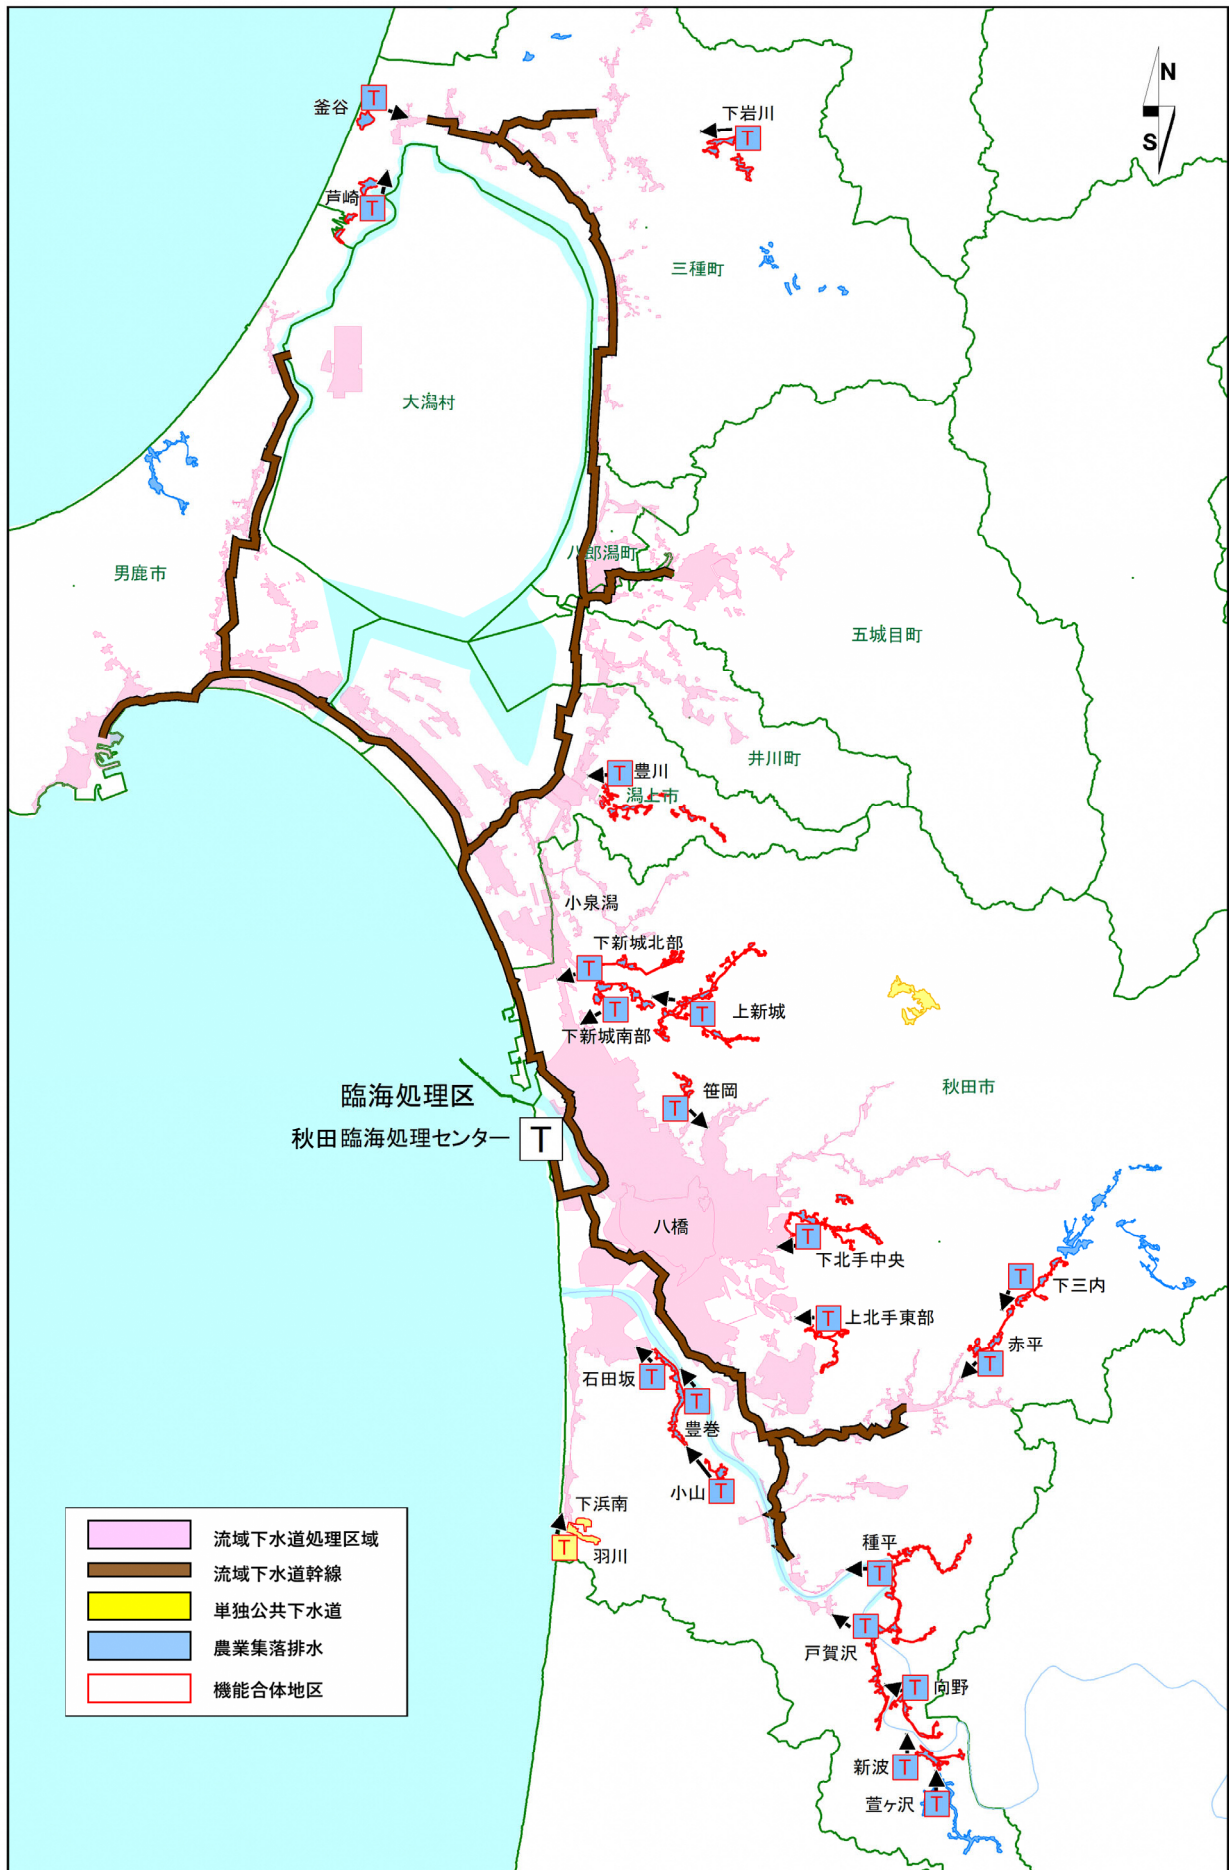 N
S
T
釜谷
下岩川
T
芦崎
T
三種町
大潟村
八郎潟町
男鹿市
五城目町
井川町
T
豊川
潟上市
小泉潟
下新城北部
T
T
T
上新城
下新城南部
秋田市
臨海処理区
笹岡
T
秋田臨海処理センター
T
八橋
T
下北手中央
T
下三内
T
上北手東部
赤平
T
石田坂
T
T
豊巻
小山
T
下浜南
T
羽川
種平
T
T
戸賀沢
T
向野
新波
T
萱ヶ沢
T
流域下水道処理区域
流域下水道幹線
単独公共下水道
農業集落排水
機能合体地区